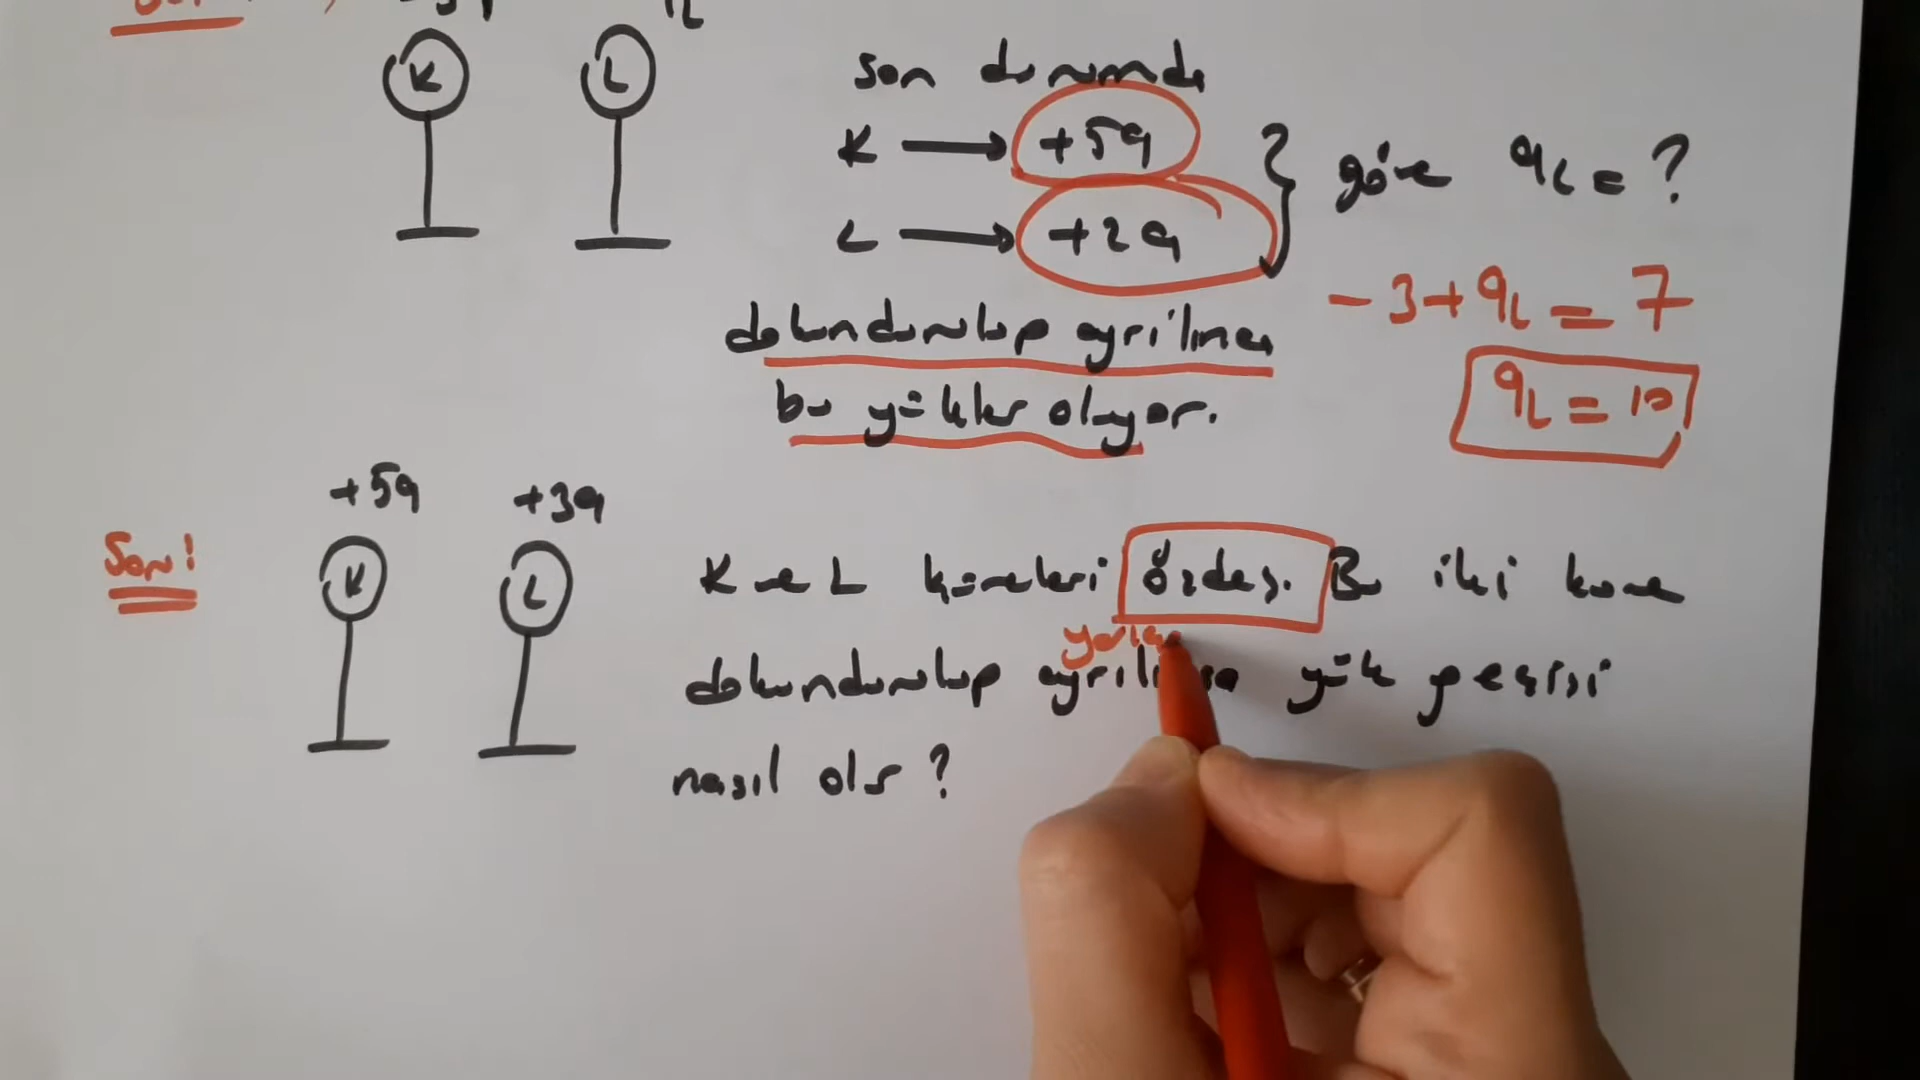 K
L
son durumda
K → +5q
L → +2q
göre qL = ?
-3+qL = 7
qL = 10
dokundurulup ayrılınca
bu yükler oluyor.
+5q +3q
Soru:
K
L
K ve L küreleri özdeş. Bu iki küre
dokundurulup ayrılırsa yük geçişi
nasıl olur ?